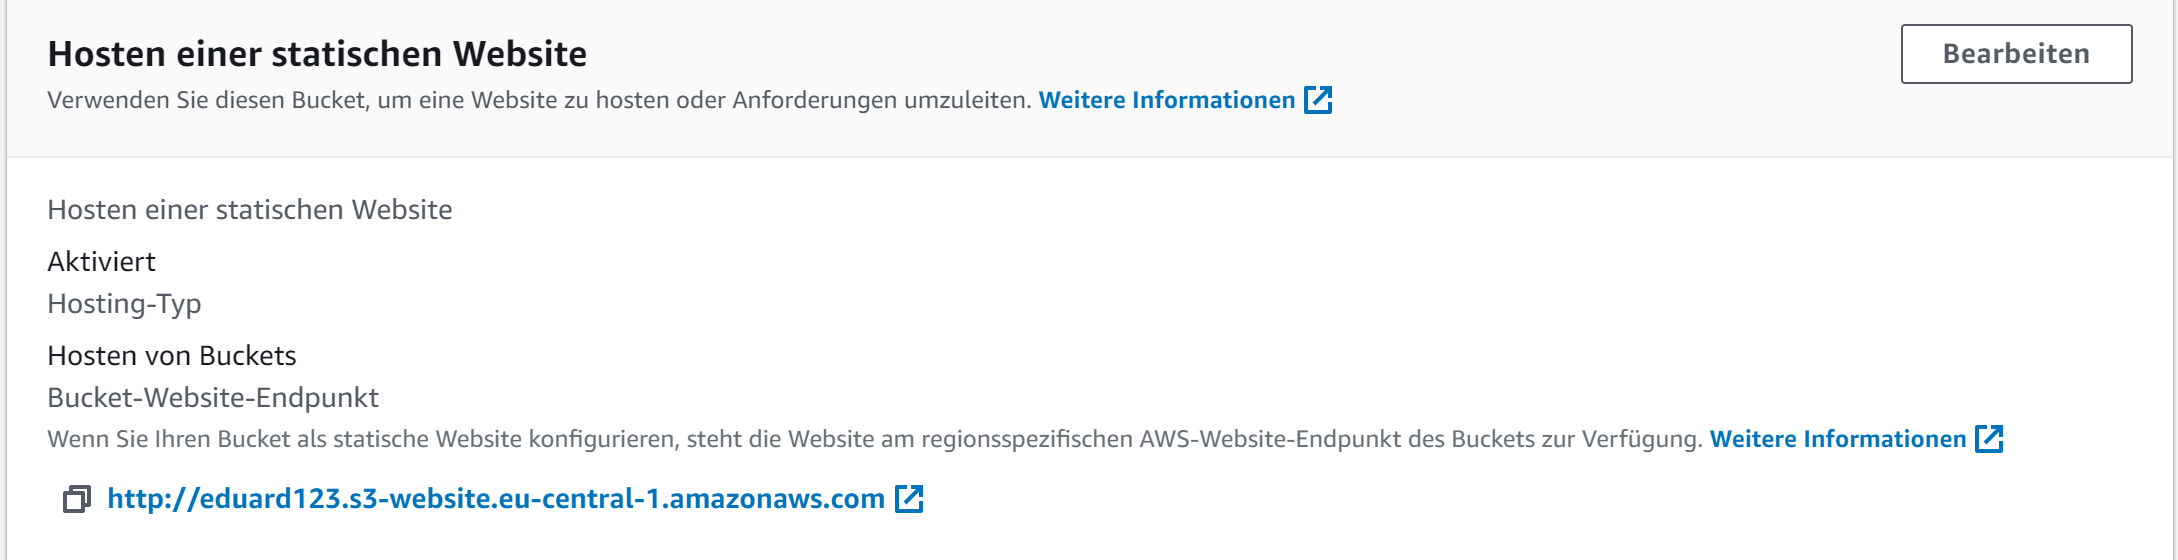 Hosten einer statischen Website
Bearbeiten
Verwenden Sie diesen Bucket, um eine Website zu hosten oder Anforderungen umzuleiten. Weitere Informationen
Hosten einer statischen Website
Aktiviert
Hosting-Typ
Hosten von Buckets
Bucket-Website-Endpunkt
Wenn Sie Ihren Bucket als statische Website konfigurieren, steht die Website am regionsspezifischen AWS-Website-Endpunkt des Buckets zur Verfügung. Weitere Informationen
http://eduard123.s3-website.eu-central-1.amazonaws.com